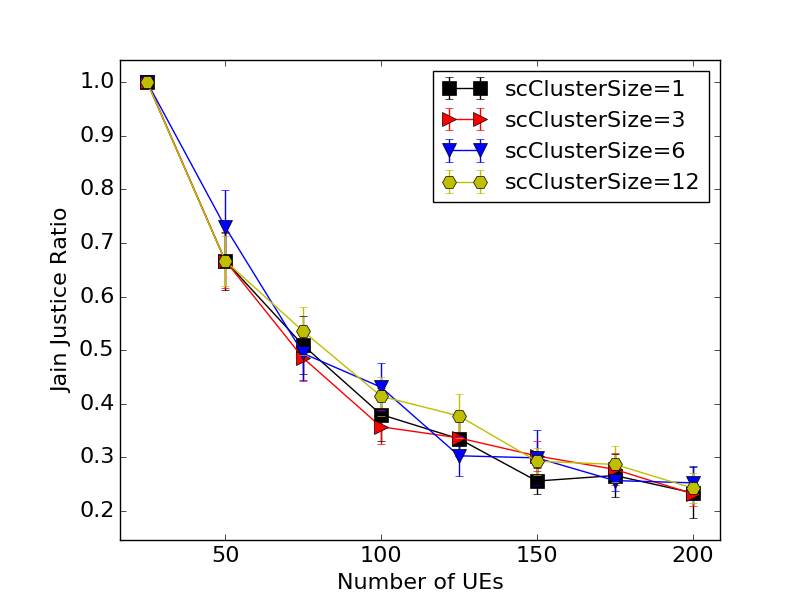 1.0
0.9
0.8
0.7
0.6
0.5
0.4
0.3
0.2
Jain Justice Ratio
scClusterSize=1
scClusterSize=3
scClusterSize=6
scClusterSize=12
50 100 150 200
Number of UEs